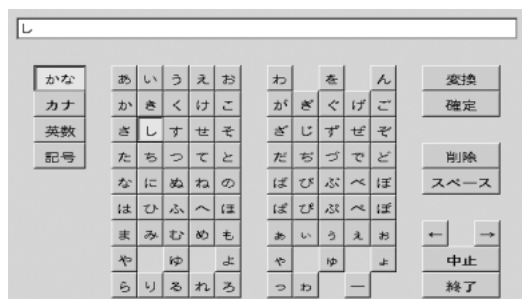 し
かな あ い う え お わ を ん 変換
カナ か き く け こ が ぎ ぐ げ ご 確定
英数 さ し す せ そ ざ じ ず ぜ ぞ
記号 た ち つ て と だ ぢ づ で ど 削除
な に ぬ ね の ば び ぶ べ ぼ スペース
は ひ ふ へ ほ ぱ ぴ ぷ ぺ ぽ
ま み む め も ぁ ぃ ぅ ぇ ぉ ← →
や ゆ よ ゃ ゅ ょ 中止
ら り る れ ろ っ ゎ ー 終了